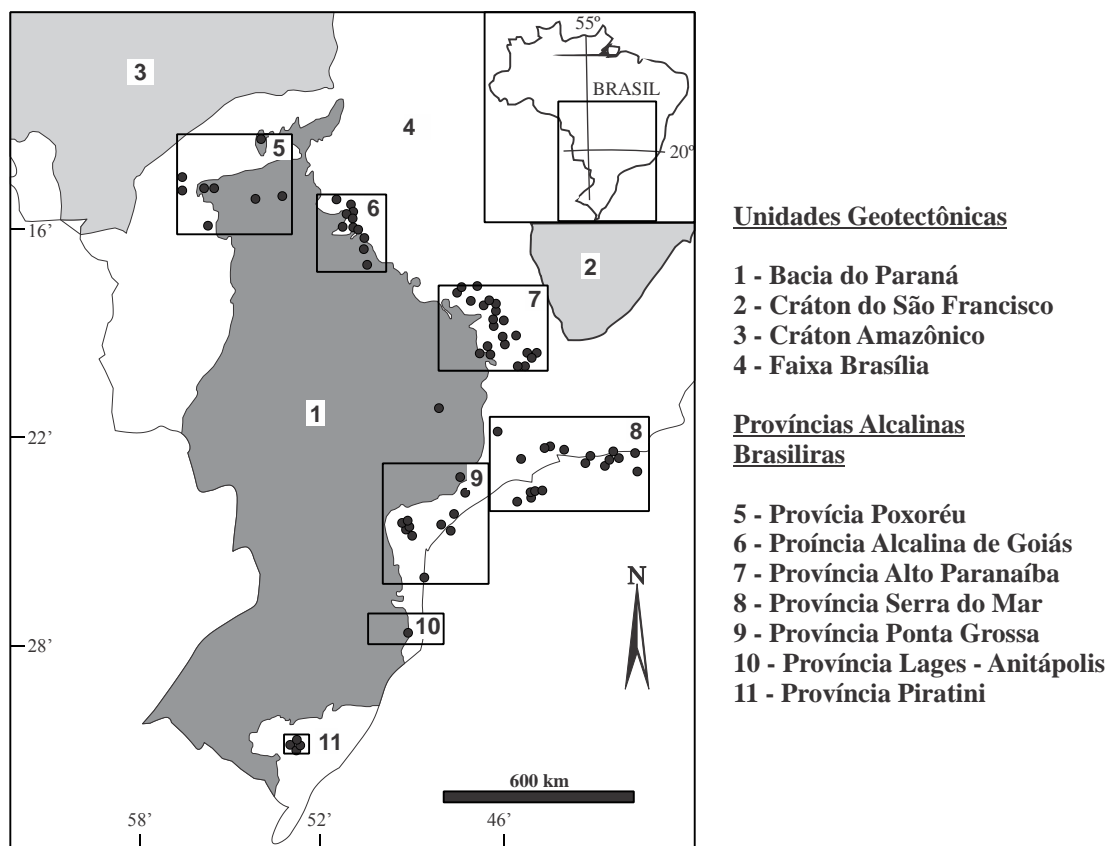 55º
BRASIL
20º
3
4
5
6
2
7
1
8
9
10
11
16’
22’
28’
N
600 km
58’
52’
46’
Unidades Geotectônicas
1 - Bacia do Paraná
2 - Cráton do São Francisco
3 - Cráton Amazônico
4 - Faixa Brasília
Províncias Alcalinas
Brasiliras
5 - Provícia Poxoréu
6 - Proíncia Alcalina de Goiás
7 - Província Alto Paranaíba
8 - Província Serra do Mar
9 - Província Ponta Grossa
10 - Província Lages - Anitápolis
11 - Província Piratini